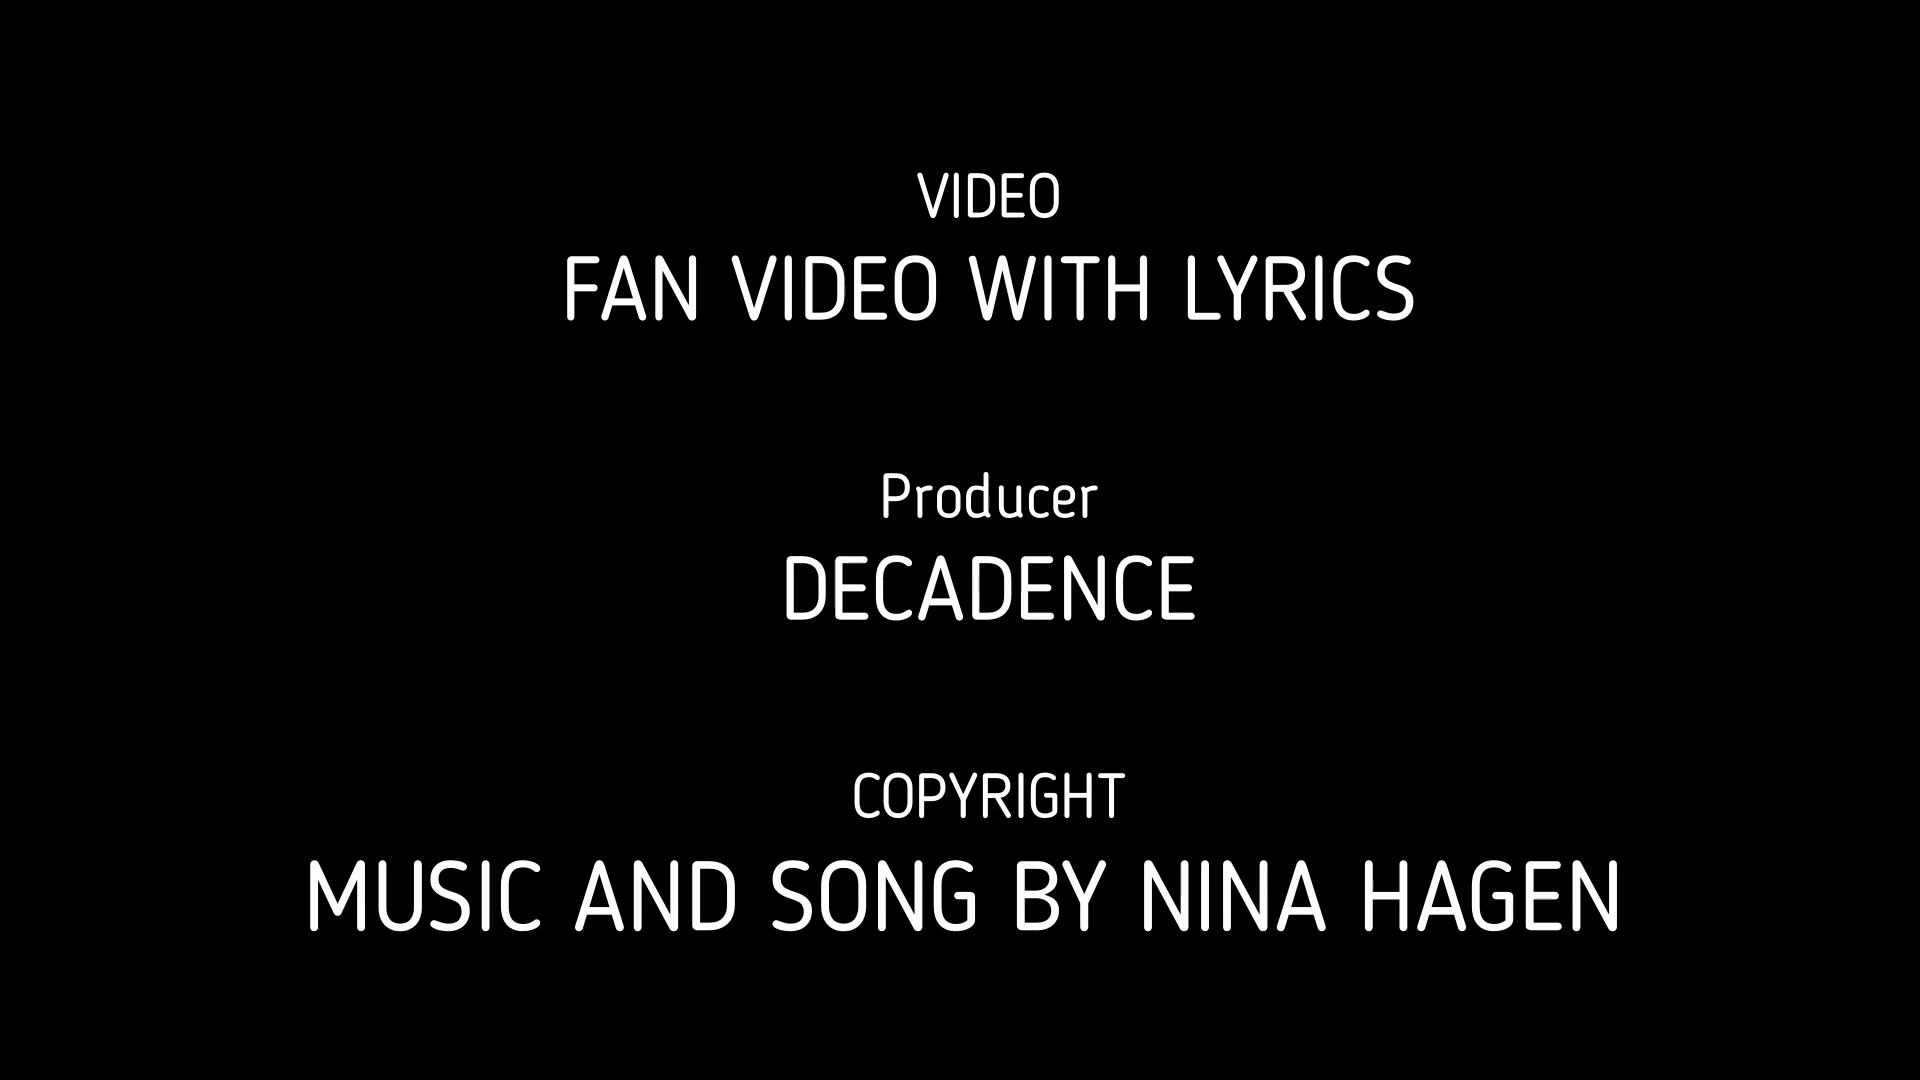 VIDEO
FAN VIDEO WITH LYRICS
Producer
DECADENCE
COPYRIGHT
MUSIC AND SONG BY NINA HAGEN